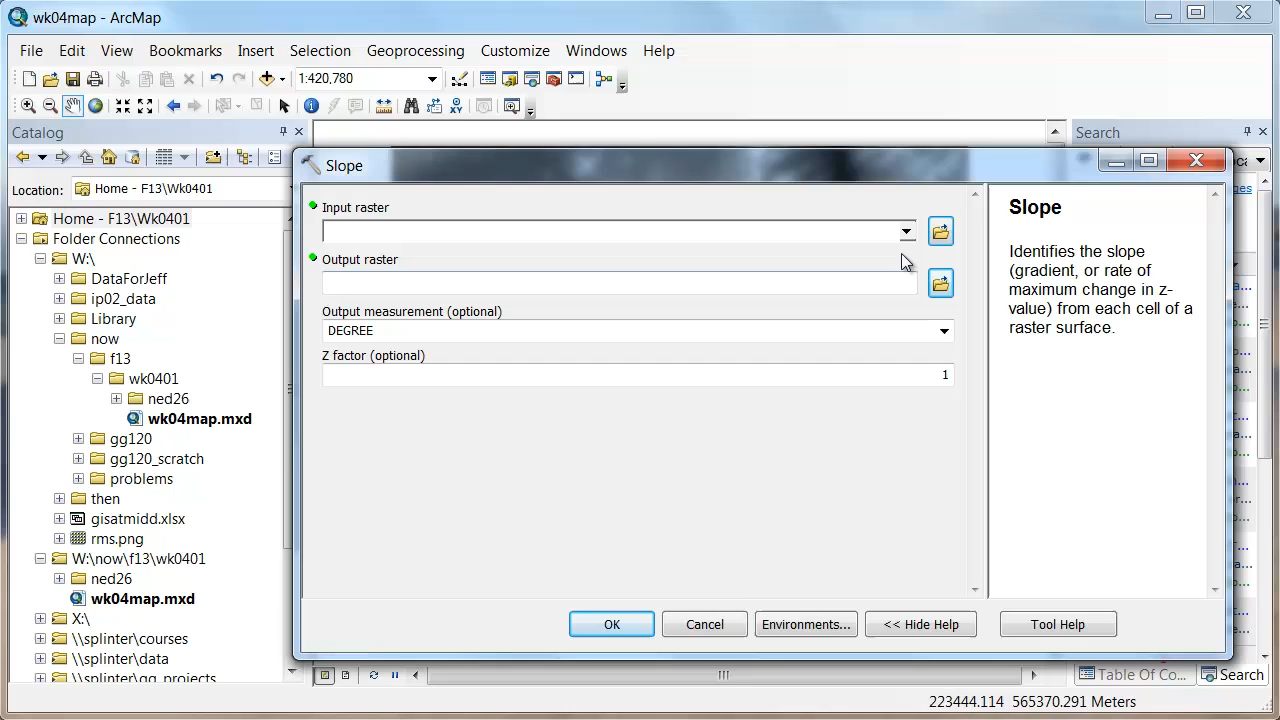 wk04map - ArcMap
File Edit View Bookmarks Insert Selection Geoprocessing Customize Windows Help
1:420,780
Catalog
Search
Location: Home - F13\Wk0401
Home - F13\Wk0401
Folder Connections
W:\
DataForJeff
ip02_data
Library
now
f13
wk0401
ned26
wk04map.mxd
gg120
gg120_scratch
problems
then
gisatmidd.xlsx
rms.png
W:\now\f13\wk0401
ned26
wk04map.mxd
X:\
\\splinter\courses
\\splinter\data
\\splinter\gg_projects
Slope
Input raster
Output raster
Output measurement (optional)
DEGREE
Z factor (optional)
1
Slope
Identifies the slope
(gradient, or rate of
maximum change in z-
value) from each cell of a
raster surface.
OK Cancel Environments... << Hide Help Tool Help
Table Of Co... Search
223444.114 565370.291 Meters